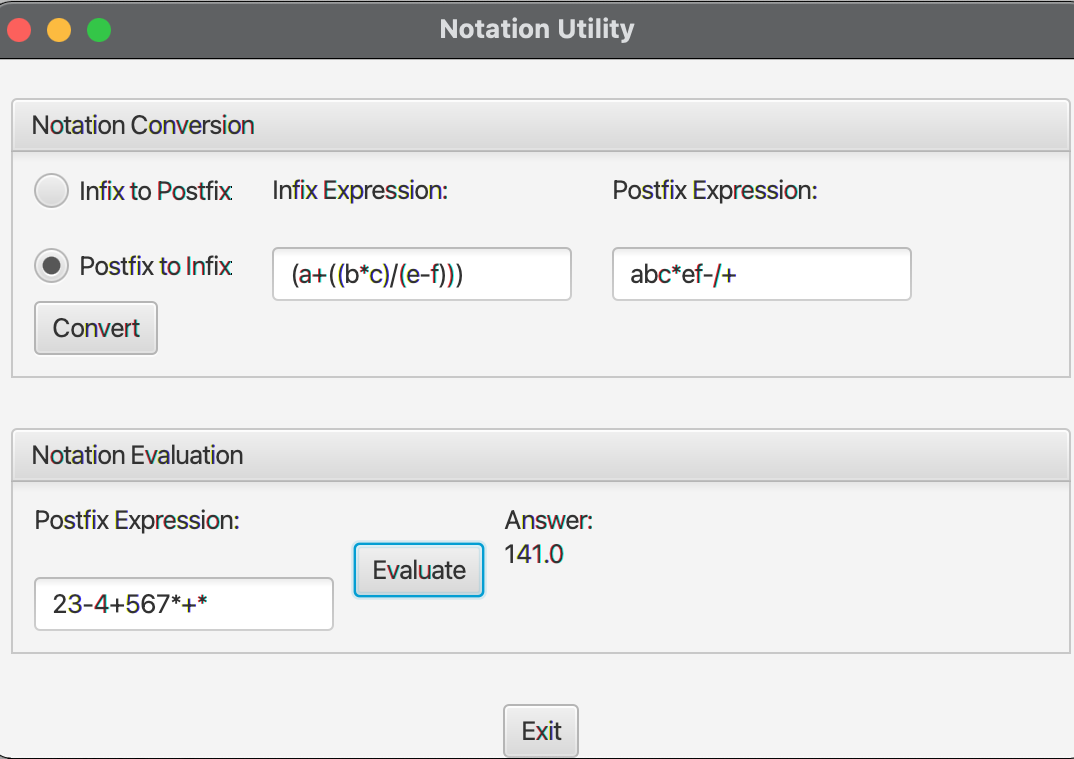 Notation Utility
Notation Conversion
Infix to Postfix
Infix Expression:
Postfix Expression:
Postfix to Infix
(a+((b*c)/(e-f)))
abc*ef-/+
Convert
Notation Evaluation
Postfix Expression:
Answer:
141.0
Evaluate
23-4+567*+*
Exit